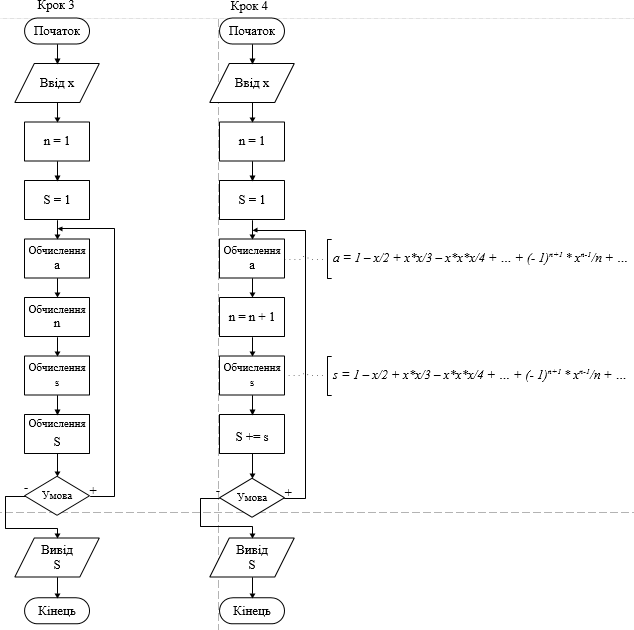 Крок 3
Початок
Ввід x
n = 1
S = 1
Обчислення
a
Обчислення
n
Обчислення
s
Обчислення
S
-
Умова
+
Вивід
S
Кінець
Крок 4
Початок
Ввід x
n = 1
S = 1
Обчислення
a
a = 1 – x/2 + x*x/3 – x*x*x/4 + … + (- 1)ⁿ⁺¹ * xⁿ⁻¹/n + …
n = n + 1
Обчислення
s
s = 1 – x/2 + x*x/3 – x*x*x/4 + … + (- 1)ⁿ⁺¹ * xⁿ⁻¹/n + …
S += s
-
Умова
+
Вивід
S
Кінець